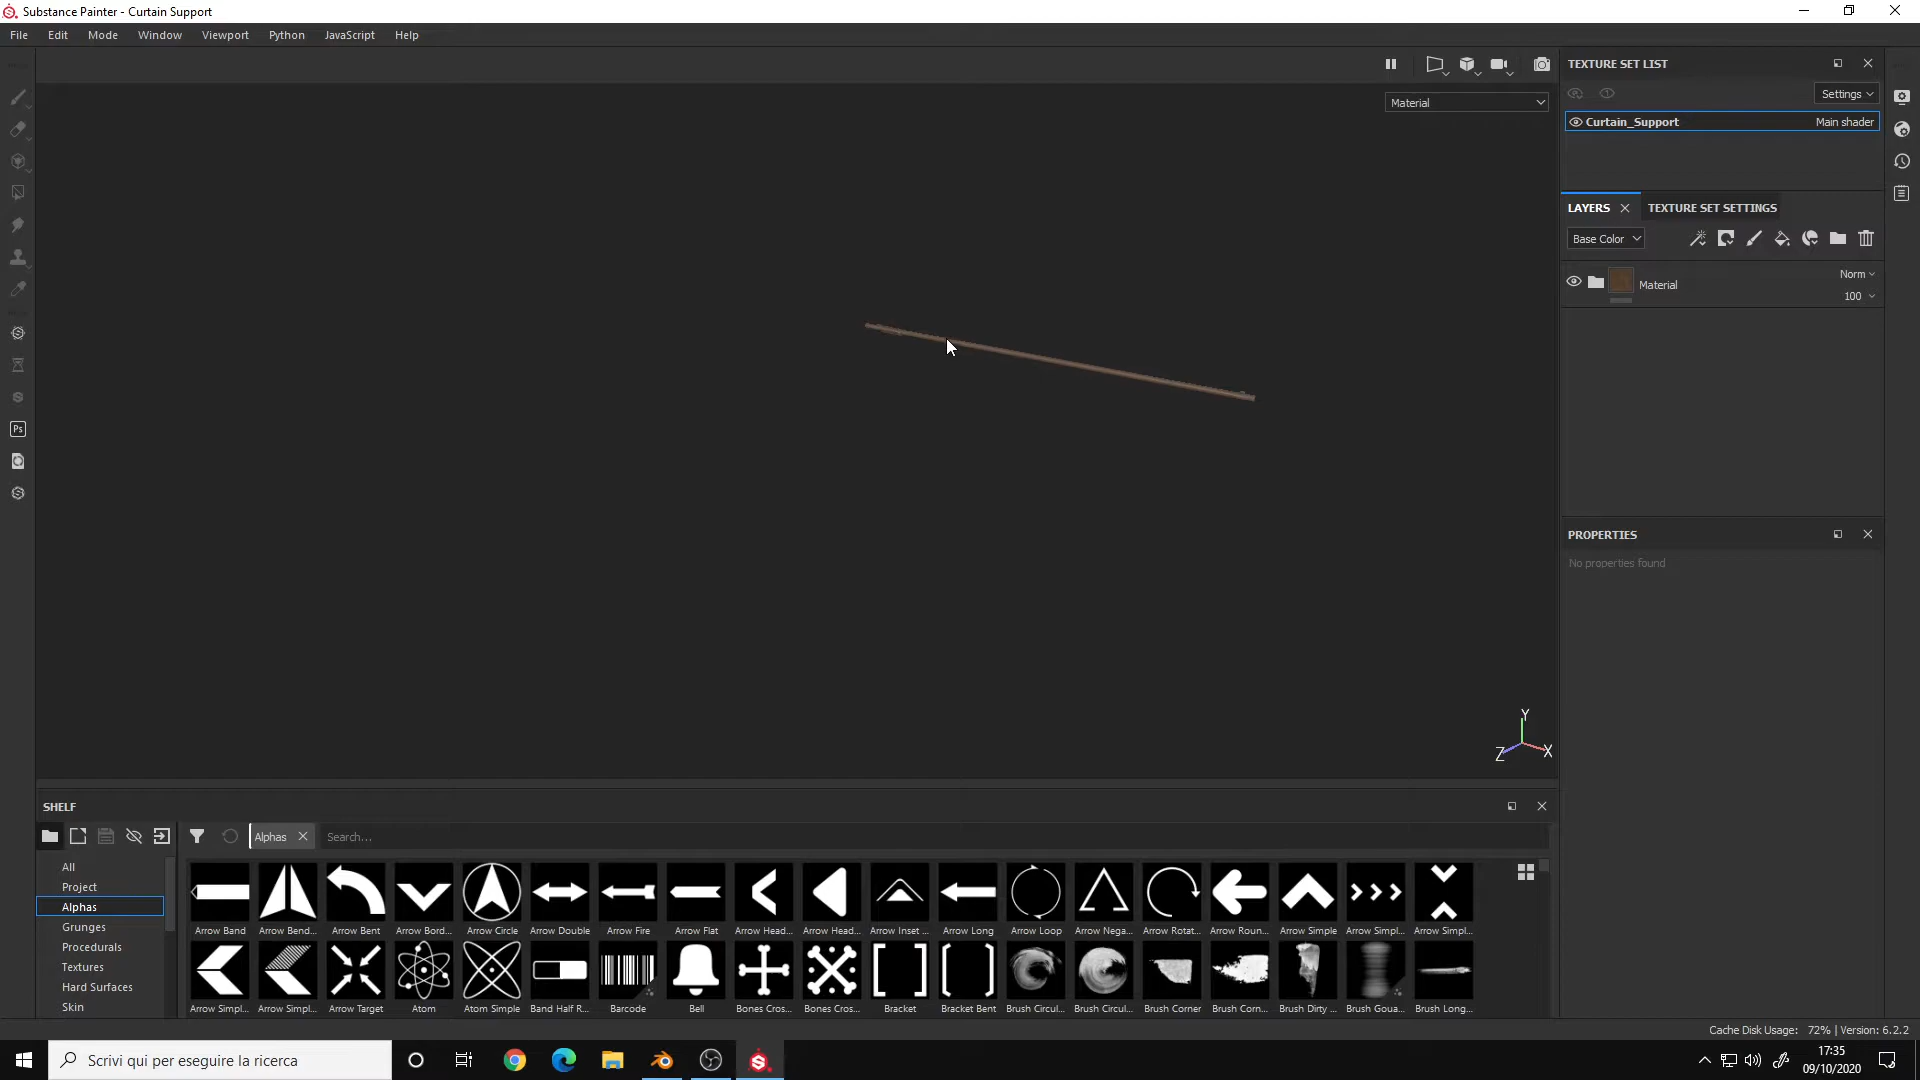 Substance Painter - Curtain Support
File Edit Mode Window Viewport Python JavaScript Help
Material
TEXTURE SET LIST
Settings
Curtain_Support Main shader
LAYERS TEXTURE SET SETTINGS
Base Color
Material Norm
100
PROPERTIES
No properties found
Y
Z X
SHELF
Alphas Search...
All
Project
Alphas
Grunges
Procedurals
Textures
Hard Surfaces
Skin
Arrow Band Arrow Bend... Arrow Bent Arrow Bord... Arrow Circle Arrow Double Arrow Fire Arrow Flat Arrow Head... Arrow Head... Arrow Inset ... Arrow Long Arrow Loop Arrow Nega... Arrow Rotat... Arrow Roun... Arrow Simple Arrow Simpl... Arrow Simpl...
Arrow Simpl... Arrow Simpl... Arrow Target Atom Atom Simple Band Half R... Barcode Bell Bones Cros... Bones Cros... Bracket Bracket Bent Brush Circul... Brush Circul... Brush Corner Brush Corn... Brush Dirty ... Brush Goua... Brush Long...
Cache Disk Usage: 72% | Version: 6.2.2
Ps
Scrivi qui per eseguire la ricerca
17:35
09/10/2020